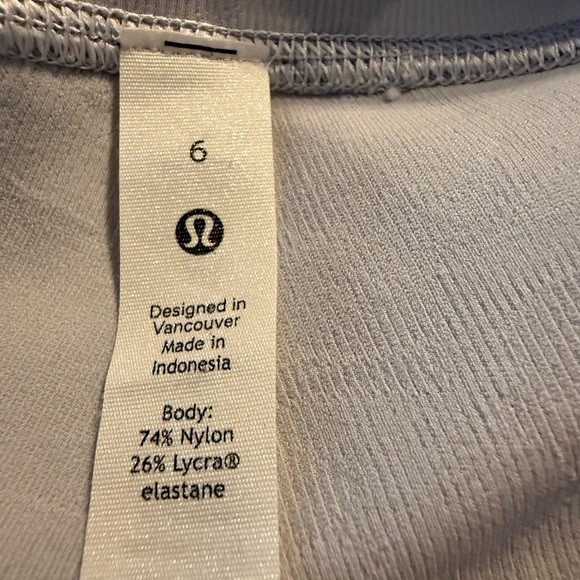 6
Designed in
Vancouver
Made in
Indonesia
Body:
74% Nylon
26% Lycra®
elastane